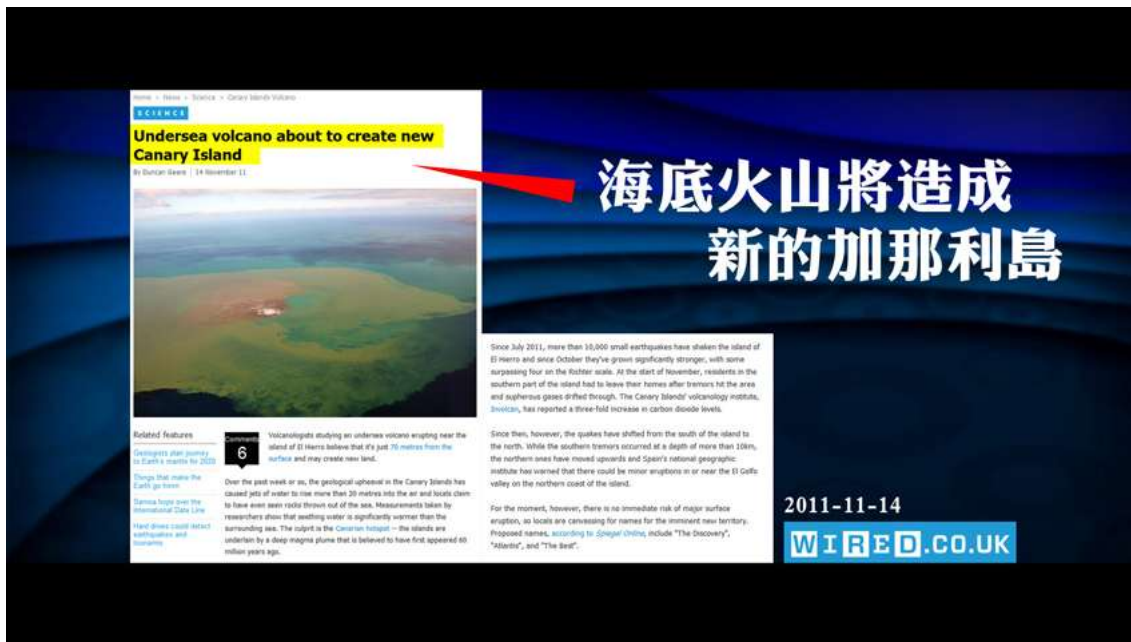 Home > News > Science > Canary Islands Volcano
SCIENCE
Undersea volcano about to create new
Canary Island
By Duncan Geere | 14 November 11
海底火山將造成
新的加那利島
Related features
Geologists plan journey
to Earth's mantle for 2020
Things that make the
Earth go hmm
Samoa hops over the
International Date Line
Hard drives could detect
earthquakes and
tsunamis
Comments
6
Volcanologists studying an undersea volcano erupting near the
island of El Hierro believe that it's just 70 metres from the
surface and may create new land.
Over the past week or so, the geological upheaval in the Canary Islands has
caused jets of water to rise more than 20 metres into the air and locals claim
to have even seen rocks thrown out of the sea. Measurements taken by
researchers show that seething water is significantly warmer than the
surrounding sea. The culprit is the Canarian hotspot — the islands are
underlain by a deep magma plume that is believed to have first appeared 60
million years ago.
Since July 2011, more than 10,000 small earthquakes have shaken the island of
El Hierro and since October they've grown significantly stronger, with some
surpassing four on the Richter scale. At the start of November, residents in the
southern part of the island had to leave their homes after tremors hit the area
and sulpherous gases drifted through. The Canary Islands' volcanology institute,
Involcan, has reported a three-fold increase in carbon dioxide levels.
Since then, however, the quakes have shifted from the south of the island to
the north. While the southern tremors occurred at a depth of more than 10km,
the northern ones have moved upwards and Spain's national geographic
institute has warned that there could be minor eruptions in or near the El Golfo
valley on the northern coast of the island.
For the moment, however, there is no immediate risk of major surface
eruption, so locals are canvessing for names for the imminent new territory.
Proposed names, according to Spiegel Online, include "The Discovery",
"Atlantis", and "The Best".
2011-11-14
WIRED.CO.UK